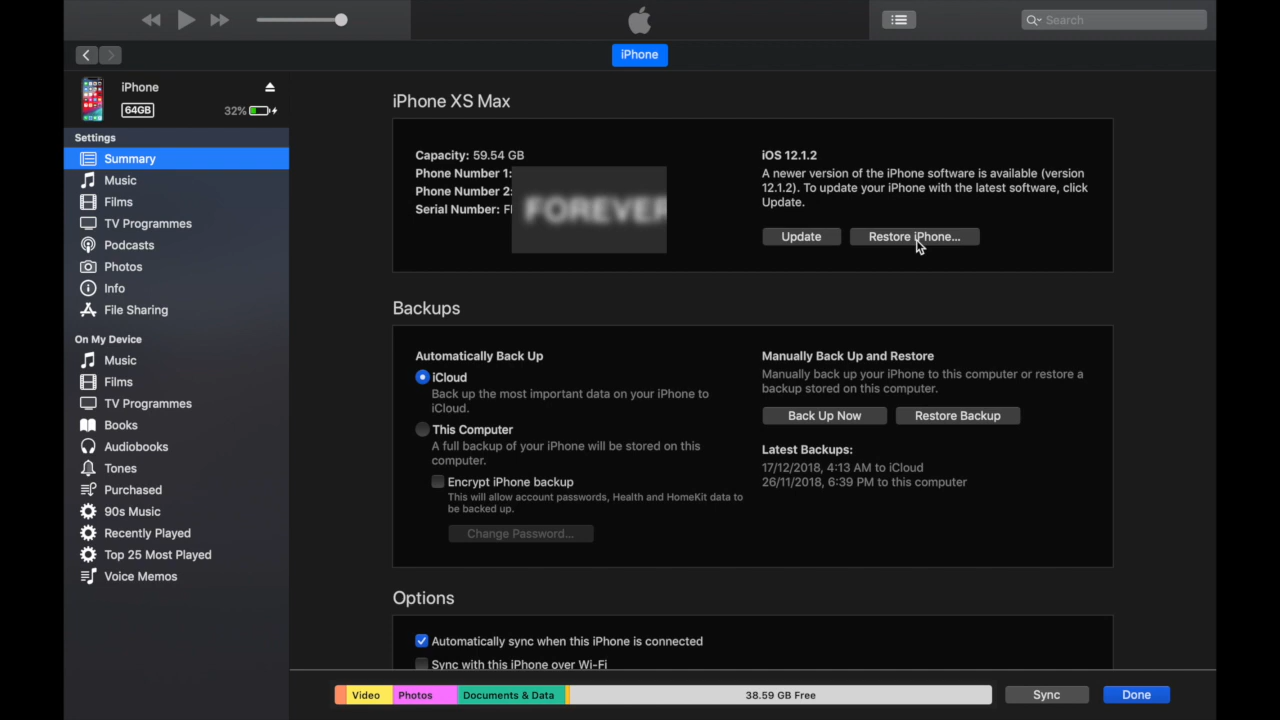 Search
iPhone
iPhone
64GB
32%
Settings
Summary
Music
Films
TV Programmes
Podcasts
Photos
Info
File Sharing
On My Device
Music
Films
TV Programmes
Books
Audiobooks
Tones
Purchased
90s Music
Recently Played
Top 25 Most Played
Voice Memos
iPhone XS Max
Capacity: 59.54 GB
Phone Number 1:
Phone Number 2:
Serial Number:
FOREVER
iOS 12.1.2
A newer version of the iPhone software is available (version
12.1.2). To update your iPhone with the latest software, click
Update.
Update
Restore iPhone...
Backups
Automatically Back Up
iCloud
Back up the most important data on your iPhone to
iCloud.
This Computer
A full backup of your iPhone will be stored on this
computer.
Encrypt iPhone backup
This will allow account passwords, Health and HomeKit data to
be backed up.
Change Password...
Manually Back Up and Restore
Manually back up your iPhone to this computer or restore a
backup stored on this computer.
Back Up Now
Restore Backup
Latest Backups:
17/12/2018, 4:13 AM to iCloud
26/11/2018, 6:39 PM to this computer
Options
Automatically sync when this iPhone is connected
Sync with this iPhone over Wi-Fi
Video
Photos
Documents & Data
38.59 GB Free
Sync
Done